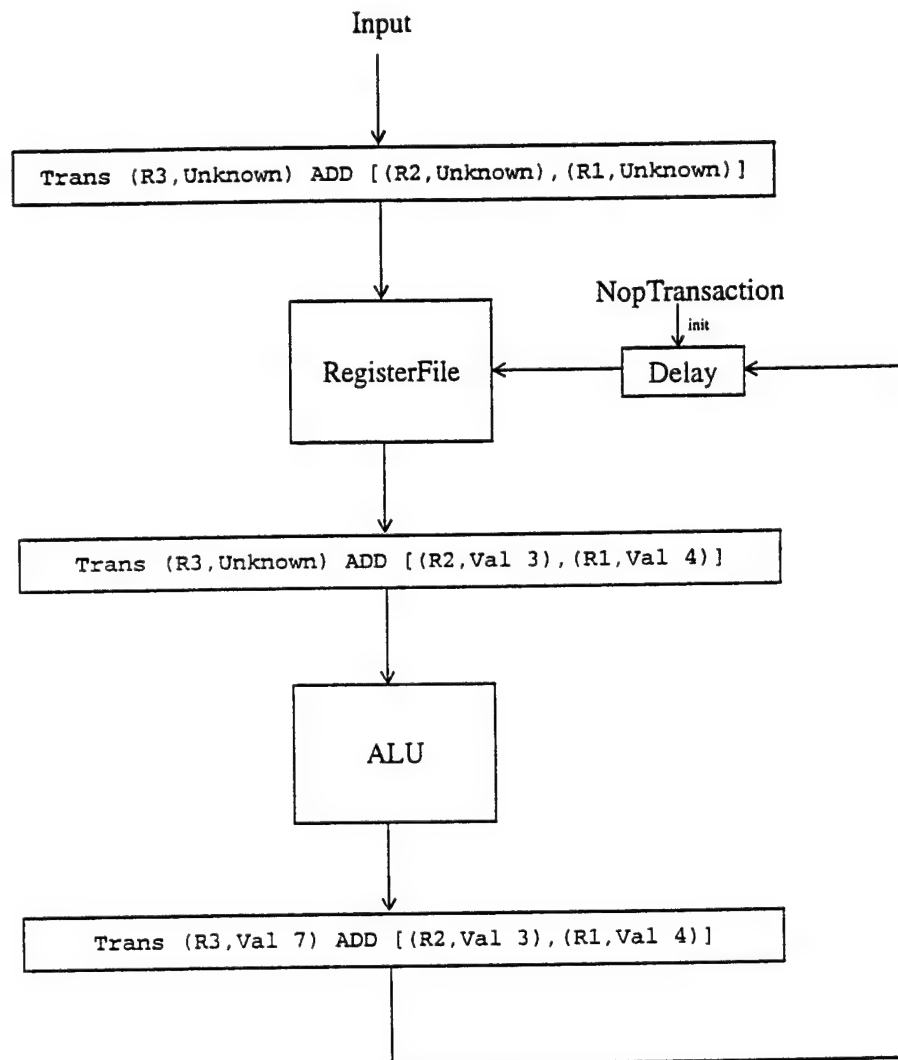 Input
Trans (R3,Unknown) ADD [(R2,Unknown),(R1,Unknown)]
NopTransaction
init
RegisterFile
Delay
Trans (R3,Unknown) ADD [(R2,Val 3),(R1,Val 4)]
ALU
Trans (R3,Val 7) ADD [(R2,Val 3),(R1,Val 4)]